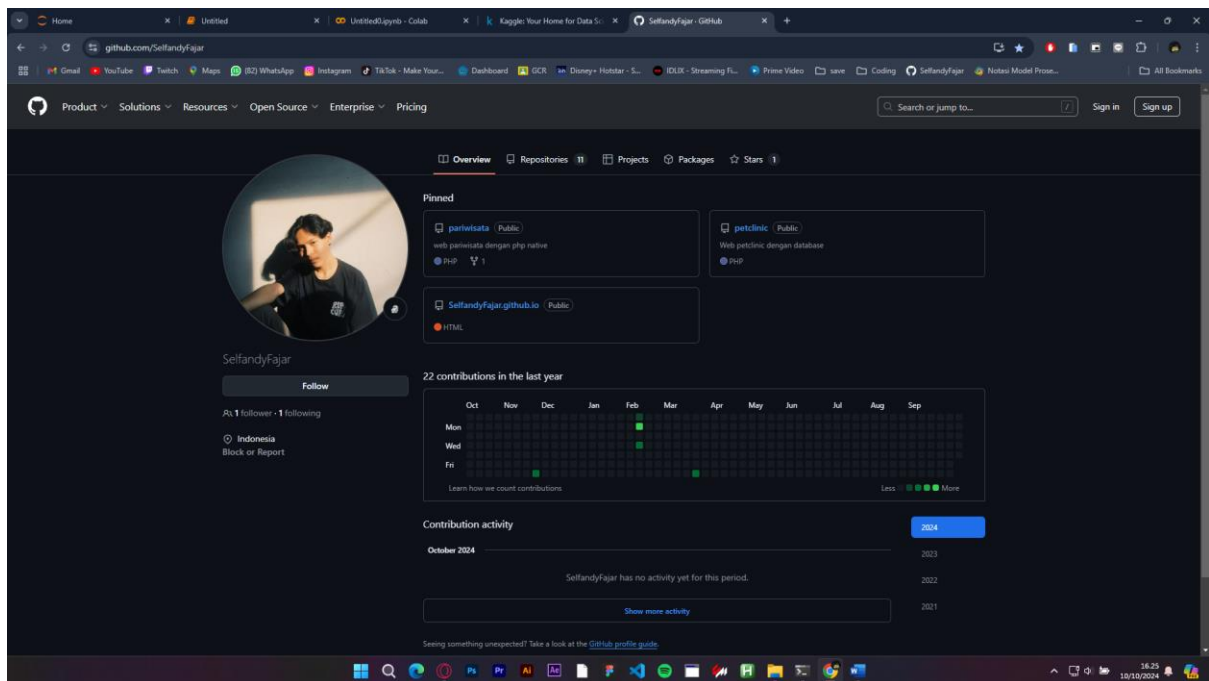 Home
Untitled
Untitled0.ipynb - Colab
Kaggle: Your Home for Data Sc
SelfandyFajar · GitHub
github.com/SelfandyFajar
Gmail YouTube Twitch Maps (82) WhatsApp Instagram TikTok - Make Your... Dashboard GCR Disney+ Hotstar - S... IDLIX - Streaming Fi... Prime Video save Coding SelfandyFajar Notasi Model Prose... All Bookmarks
Product Solutions Resources Open Source Enterprise Pricing
Search or jump to... /
Sign in Sign up
Overview Repositories 11 Projects Packages Stars 1
SelfandyFajar
Follow
1 follower · 1 following
Indonesia
Block or Report
Pinned
pariwisata Public
web pariwisata dengan php native
PHP 1
petclinic Public
Web petclinic dengan database
PHP
SelfandyFajar.github.io Public
HTML
22 contributions in the last year
Oct Nov Dec Jan Feb Mar Apr May Jun Jul Aug Sep
Mon
Wed
Fri
Learn how we count contributions
Less More
Contribution activity
2024
2023
2022
2021
October 2024
SelfandyFajar has no activity yet for this period.
Show more activity
Seeing something unexpected? Take a look at the GitHub profile guide.
Ps Pr Ai Ae
16.25
10/10/2024